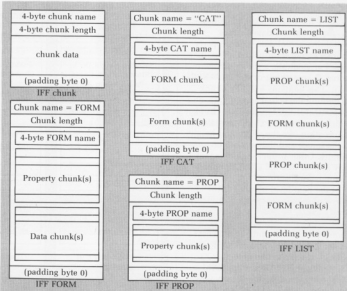 4-byte chunk name
4-byte chunk length
chunk data
(padding byte 0)
IFF chunk
Chunk name = FORM
Chunk length
4-byte FORM name
Property chunk(s)
Data chunk(s)
(padding byte 0)
IFF FORM
Chunk name = "CAT"
Chunk length
4-byte CAT name
FORM chunk
Form chunk(s)
(padding byte 0)
IFF CAT
Chunk name = PROP
Chunk length
4-byte PROP name
Property chunk(s)
(padding byte 0)
IFF PROP
Chunk name = LIST
Chunk length
4-byte LIST name
PROP chunk(s)
FORM chunk(s)
PROP chunk(s)
FORM chunk(s)
(padding byte 0)
IFF LIST